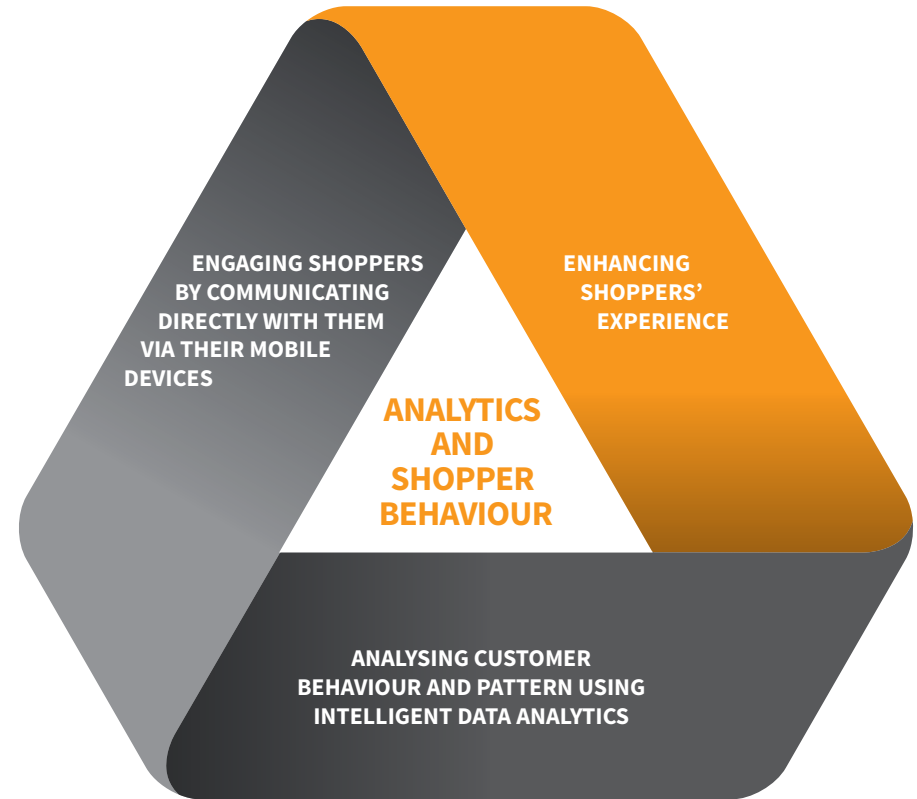 ENGAGING SHOPPERS
BY COMMUNICATING
DIRECTLY WITH THEM
VIA THEIR MOBILE
DEVICES
ENHANCING
SHOPPERS’
EXPERIENCE
ANALYTICS
AND
SHOPPER
BEHAVIOUR
ANALYSING CUSTOMER
BEHAVIOUR AND PATTERN USING
INTELLIGENT DATA ANALYTICS